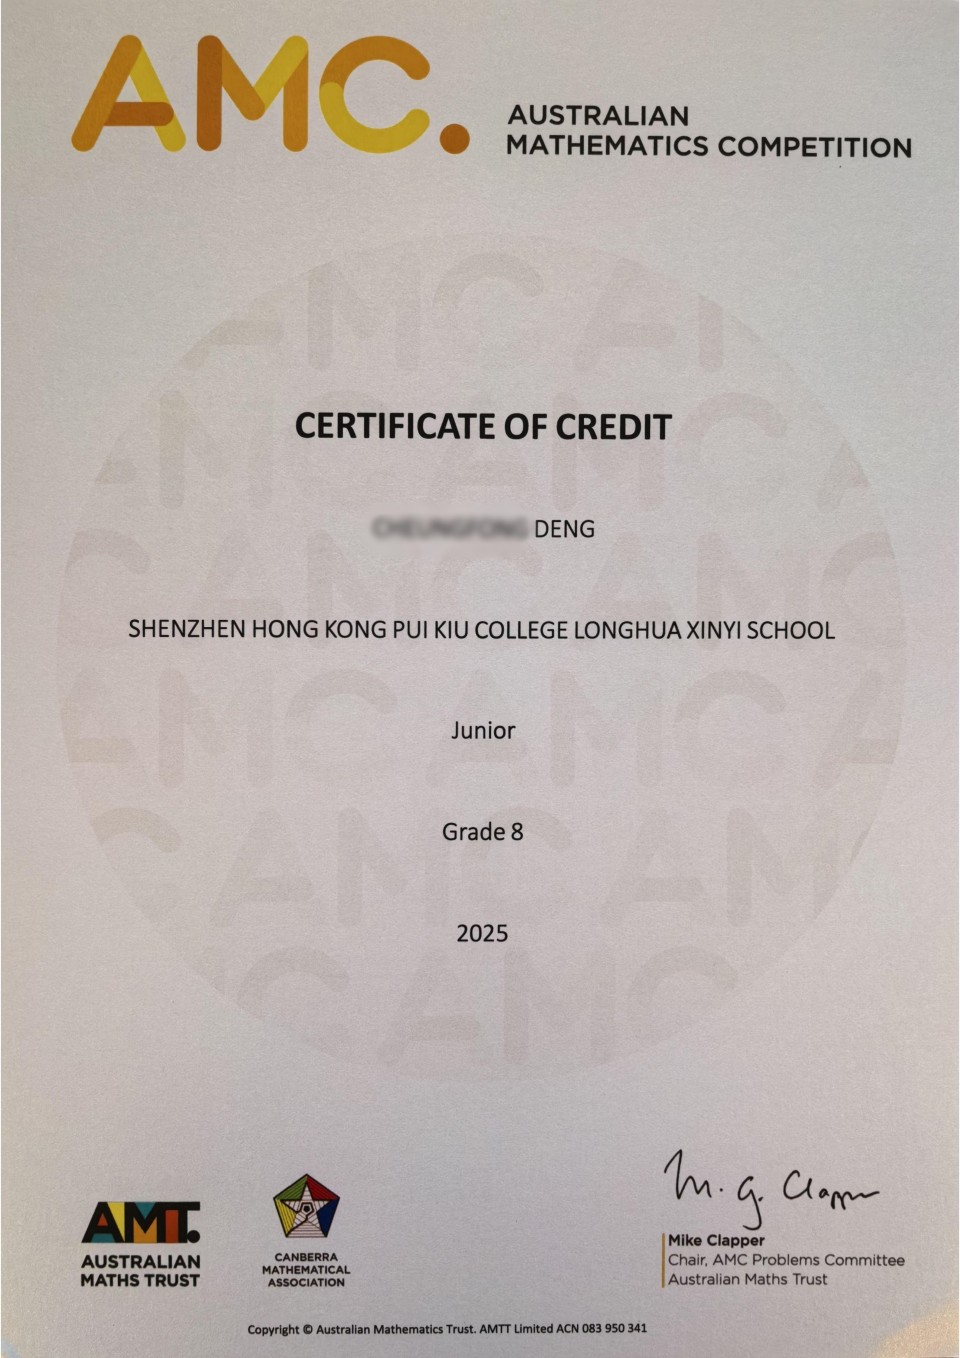 AMC.
AUSTRALIAN
MATHEMATICS COMPETITION
CERTIFICATE OF CREDIT
DENG
SHENZHEN HONG KONG PUI KIU COLLEGE LONGHUA XINYI SCHOOL
Junior
Grade 8
2025
M. G. Clapper
AMT.
AUSTRALIAN
MATHS TRUST
CANBERRA
MATHEMATICAL
ASSOCIATION
Mike Clapper
Chair, AMC Problems Committee
Australian Maths Trust
Copyright © Australian Mathematics Trust. AMTT Limited ACN 083 950 341